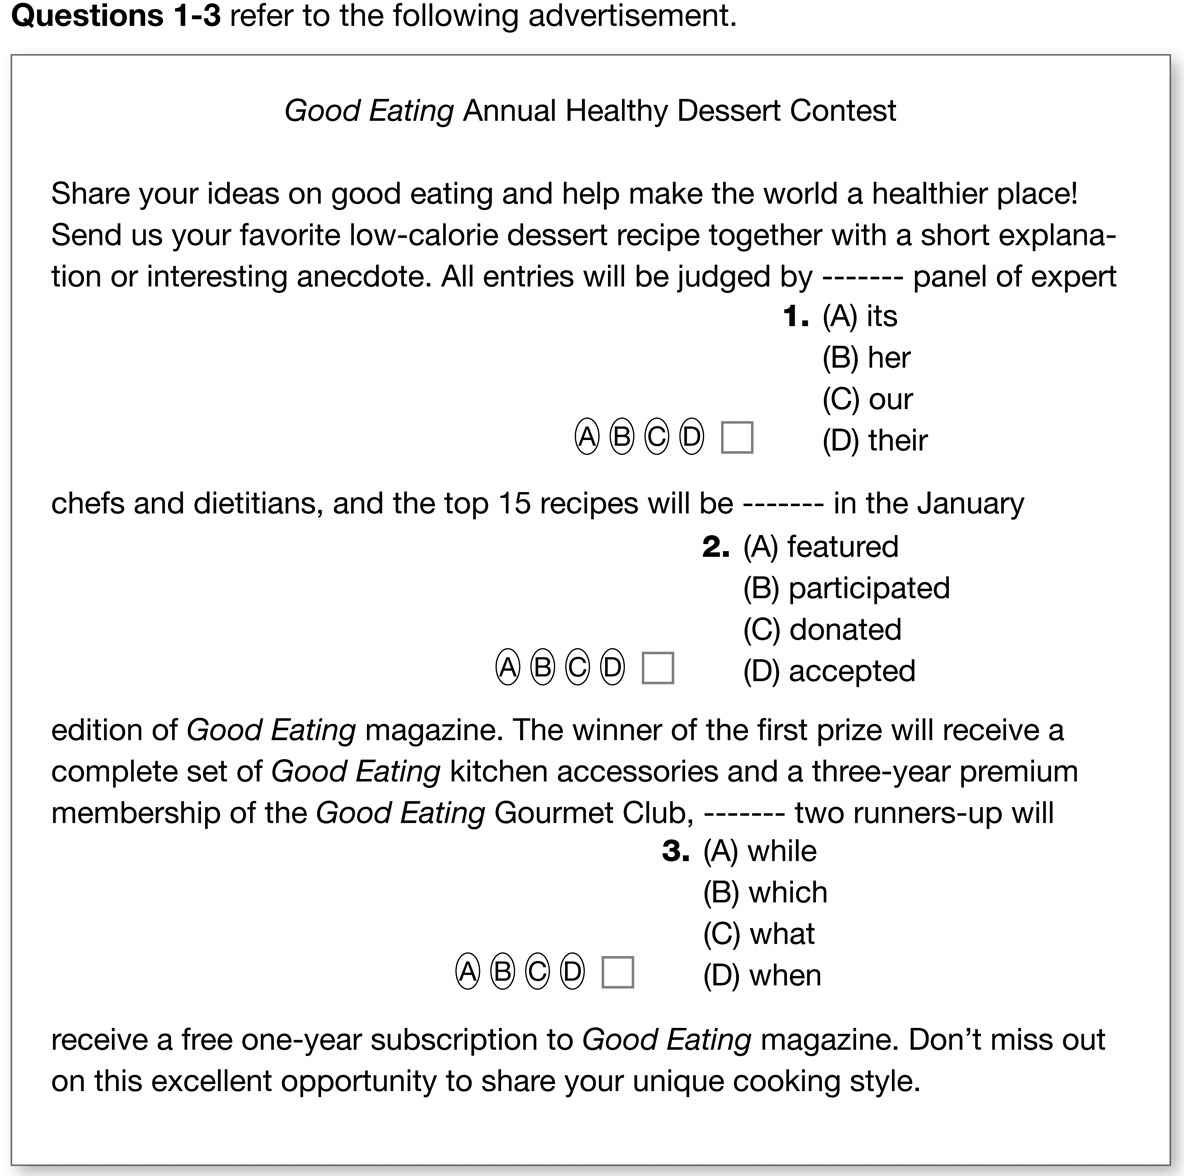 Questions 1-3 refer to the following advertisement.
Good Eating Annual Healthy Dessert Contest
Share your ideas on good eating and help make the world a healthier place!
Send us your favorite low-calorie dessert recipe together with a short explana-
tion or interesting anecdote. All entries will be judged by ------- panel of expert
1. (A) its
(B) her
(C) our
A B C D (D) their
chefs and dietitians, and the top 15 recipes will be ------- in the January
2. (A) featured
(B) participated
(C) donated
A B C D (D) accepted
edition of Good Eating magazine. The winner of the first prize will receive a
complete set of Good Eating kitchen accessories and a three-year premium
membership of the Good Eating Gourmet Club, ------- two runners-up will
3. (A) while
(B) which
(C) what
A B C D (D) when
receive a free one-year subscription to Good Eating magazine. Don’t miss out
on this excellent opportunity to share your unique cooking style.